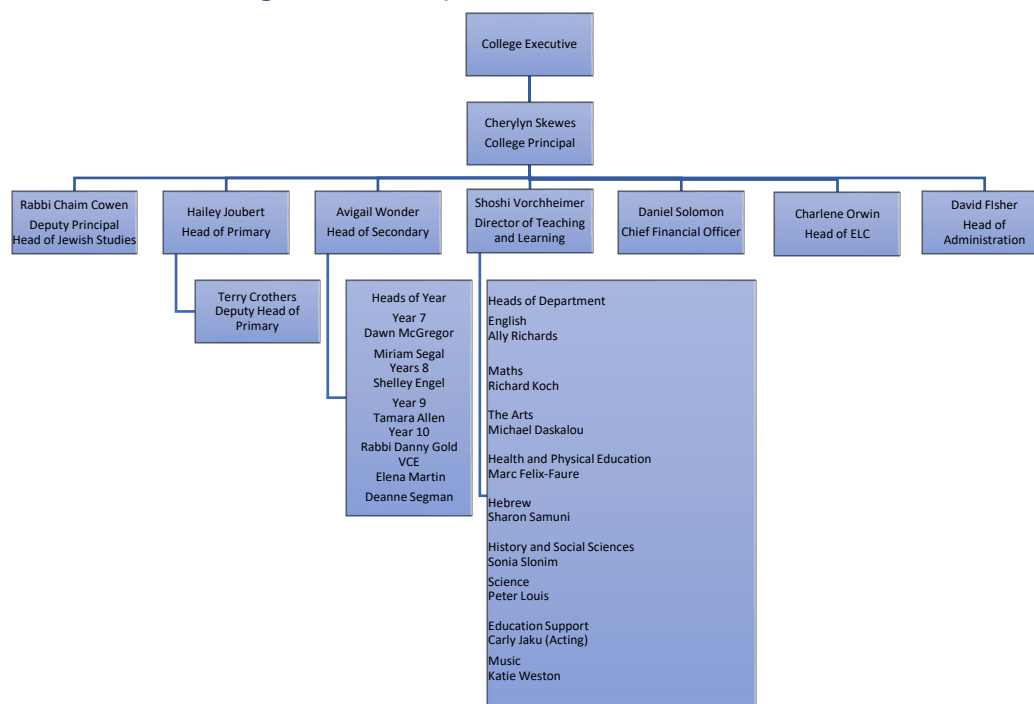 College Executive
Cherylyn Skewes
College Principal
Rabbi Chaim Cowen
Deputy Principal
Head of Jewish Studies
Hailey Joubert
Head of Primary
Avigail Wonder
Head of Secondary
Shoshi Vorchheimer
Director of Teaching
and Learning
Daniel Solomon
Chief Financial Officer
Charlene Orwin
Head of ELC
David FIsher
Head of
Administration
Terry Crothers
Deputy Head of
Primary
Heads of Year
Year 7
Dawn McGregor
Miriam Segal
Years 8
Shelley Engel
Year 9
Tamara Allen
Year 10
Rabbi Danny Gold
VCE
Elena Martin
Deanne Segman
Heads of Department
English
Ally Richards
Maths
Richard Koch
The Arts
Michael Daskalou
Health and Physical Education
Marc Felix-Faure
Hebrew
Sharon Samuni
History and Social Sciences
Sonia Slonim
Science
Peter Louis
Education Support
Carly Jaku (Acting)
Music
Katie Weston